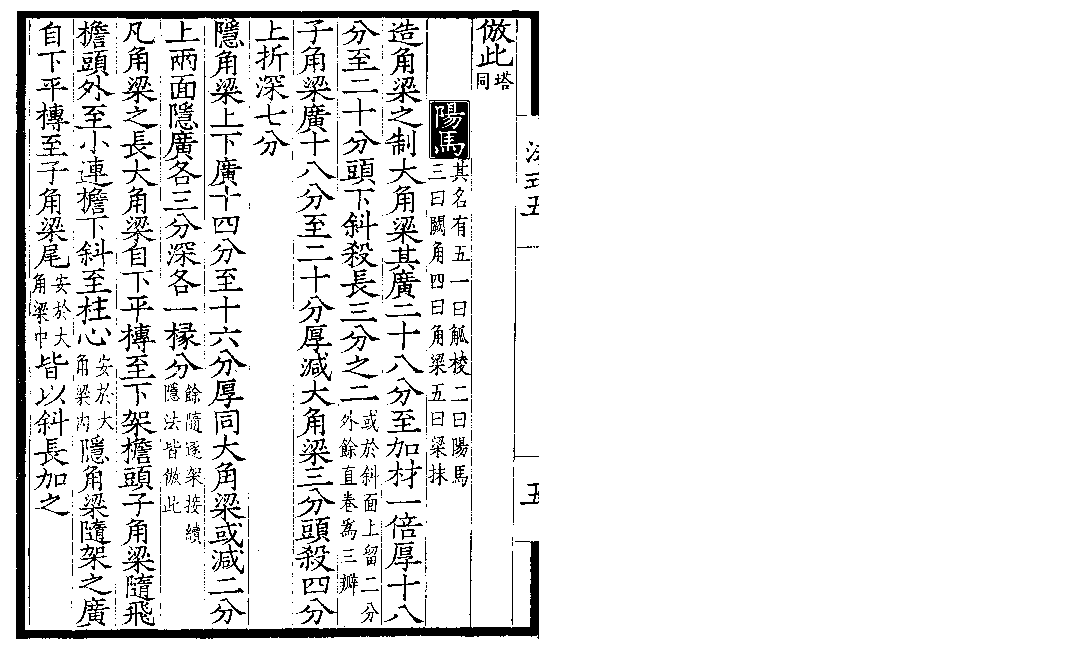 倣此塔同
陽馬其名有五一曰觚棱二曰陽馬三曰闕角四曰角梁五曰梁抹
造角梁之制大角梁其廣二十八分至加材一倍厚十八
分至二十分頭下斜殺長三分之二或於斜面上留二分外餘直卷為三瓣
子角梁廣十八分至二十分厚減大角梁三分頭殺四分
上折深七分
隱角梁上下廣十四分至十六分厚同大角梁或減二分
上兩面隱廣各三分深各一椽分餘隨逐架接續隱法皆倣此
凡角梁之長大角梁自下平槫至下架檐頭子角梁隨飛
檐頭外至小連檐下斜至柱心安於大角梁內隱角梁隨架之廣
自下平槫至子角梁尾安於大角梁中皆以斜長加之